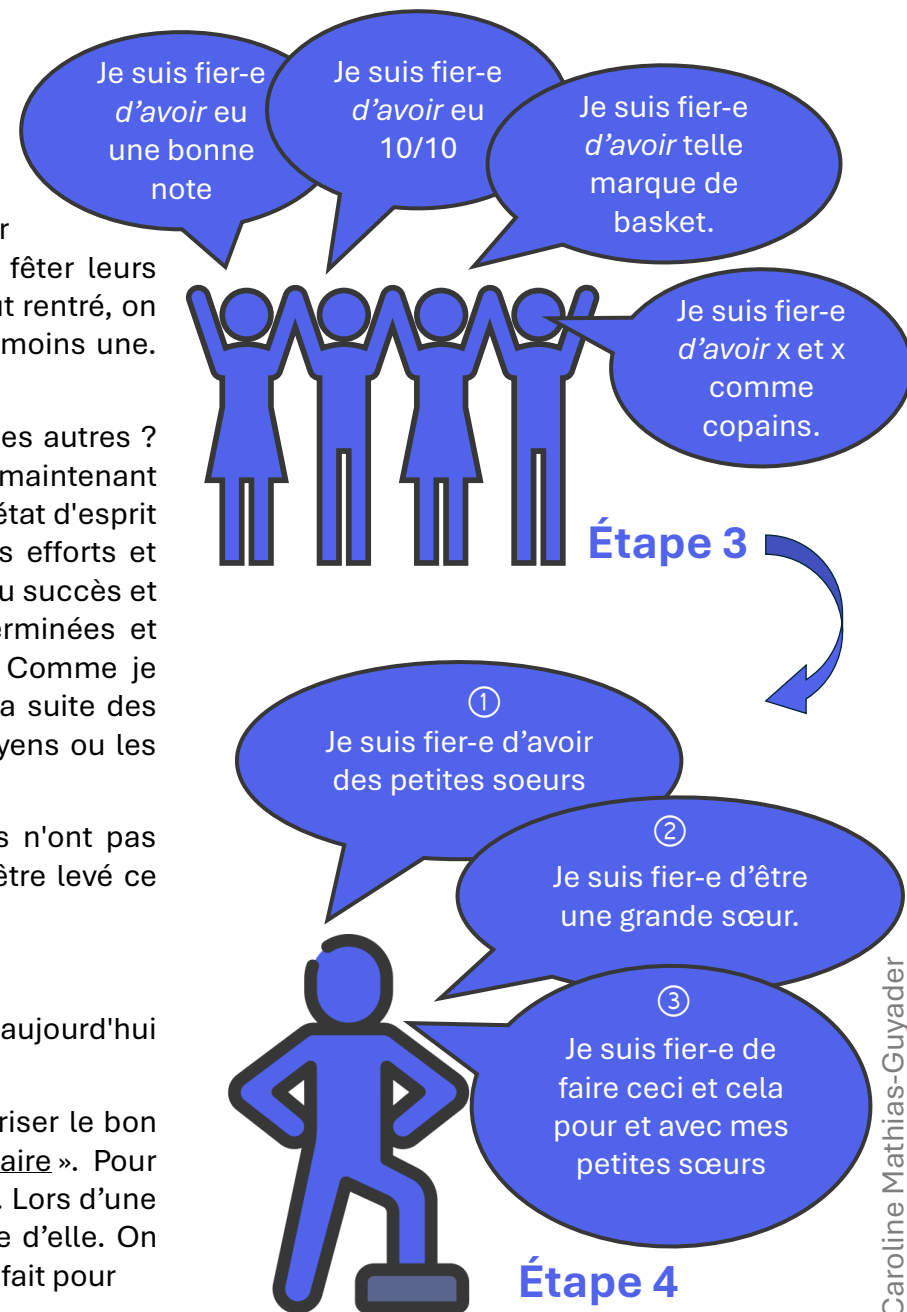 Je suis fier-e
d'avoir eu
une bonne
note
Je suis fier-e
d'avoir eu
10/10
Je suis fier-e
d'avoir telle
marque de
basket.
Je suis fier-e
d'avoir x et x
comme
copains.
r
fêter leurs
ut rentré, on
moins une.
es autres ?
maintenant
état d'esprit
s efforts et
u succès et
erminées et
Comme je
a suite des
yens ou les
s n'ont pas
être levé ce
aujourd'hui
riser le bon
aire ». Pour
. Lors d’une
e d’elle. On
fait pour
Étape 3
①
Je suis fier-e d’avoir
des petites soeurs
②
Je suis fier-e d’être
une grande sœur.
③
Je suis fier-e de
faire ceci et cela
pour et avec mes
petites sœurs
Étape 4
Caroline Mathias-Guyader